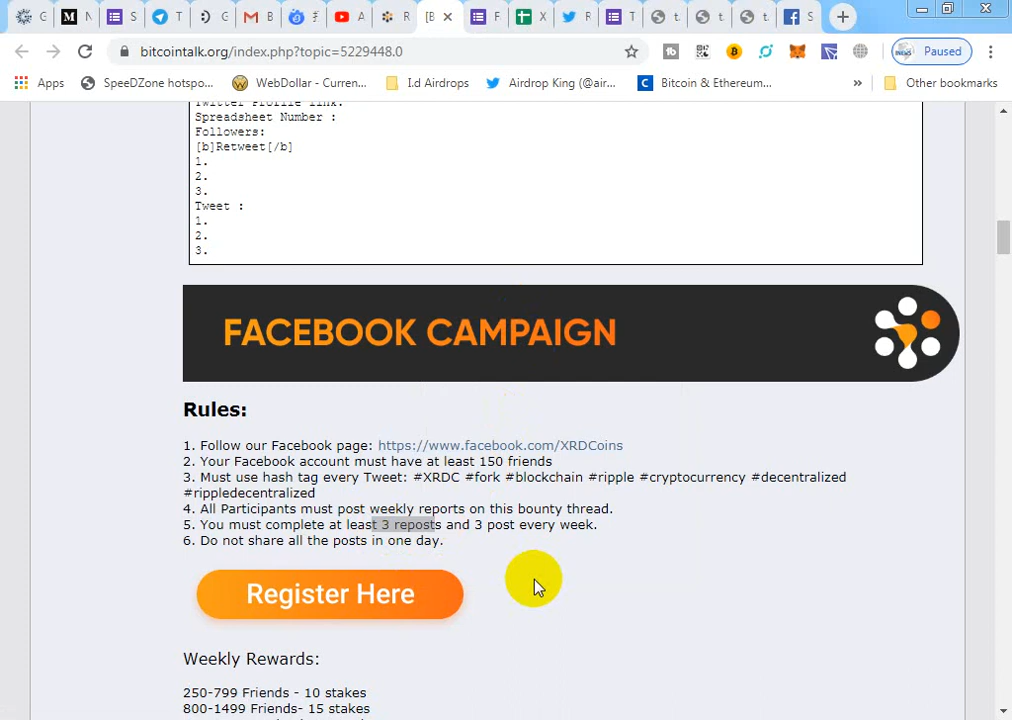 G
M
N
S
T
G
M B
A
R
[B
F
X
R
T
t.
t.
t.
S
bitcointalk.org/index.php?topic=5229448.0
Paused
Apps
SpeeDZone hotspo...
WebDollar - Curren...
I.d Airdrops
Airdrop King (@air...
Bitcoin & Ethereum...
»
Other bookmarks
Twitter Profile link:
Spreadsheet Number :
Followers:
[b]Retweet[/b]
1.
2.
3.
Tweet :
1.
2.
3.
FACEBOOK CAMPAIGN
Rules:
1. Follow our Facebook page: https://www.facebook.com/XRDCoins
2. Your Facebook account must have at least 150 friends
3. Must use hash tag every Tweet: #XRDC #fork #blockchain #ripple #cryptocurrency #decentralized
#rippledecentralized
4. All Participants must post weekly reports on this bounty thread.
5. You must complete at least 3 reposts and 3 post every week.
6. Do not share all the posts in one day.
Register Here
Weekly Rewards:
250-799 Friends - 10 stakes
800-1499 Friends- 15 stakes